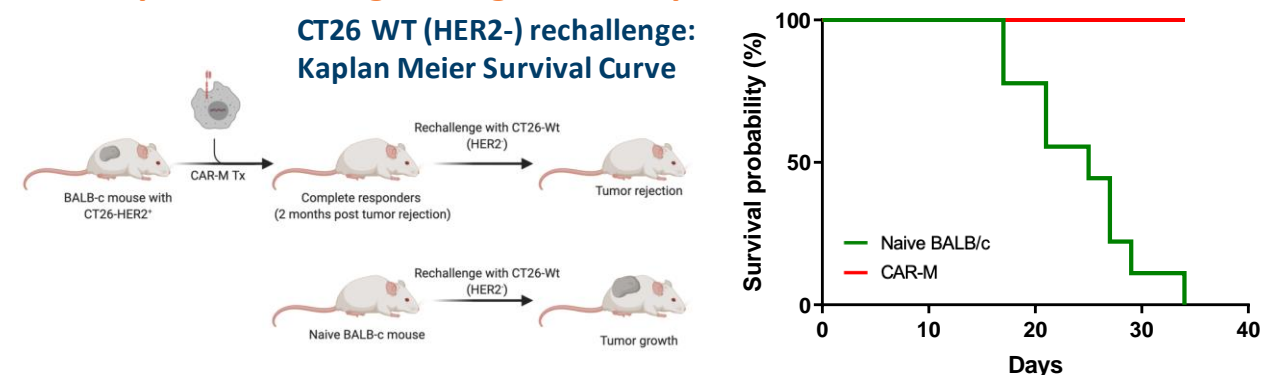 CT26 WT (HER2-) rechallenge:
Kaplan Meier Survival Curve
BALB-c mouse with
CT26-HER2⁺
CAR-M Tx
Complete responders
(2 months post tumor rejection)
Rechallenge with CT26-Wt
(HER2⁻)
Tumor rejection
Naive BALB-c mouse
Rechallenge with CT26-Wt
(HER2⁻)
Tumor growth
Survival probability (%)
100
50
0
Naive BALB/c
CAR-M
0 10 20 30 40
Days